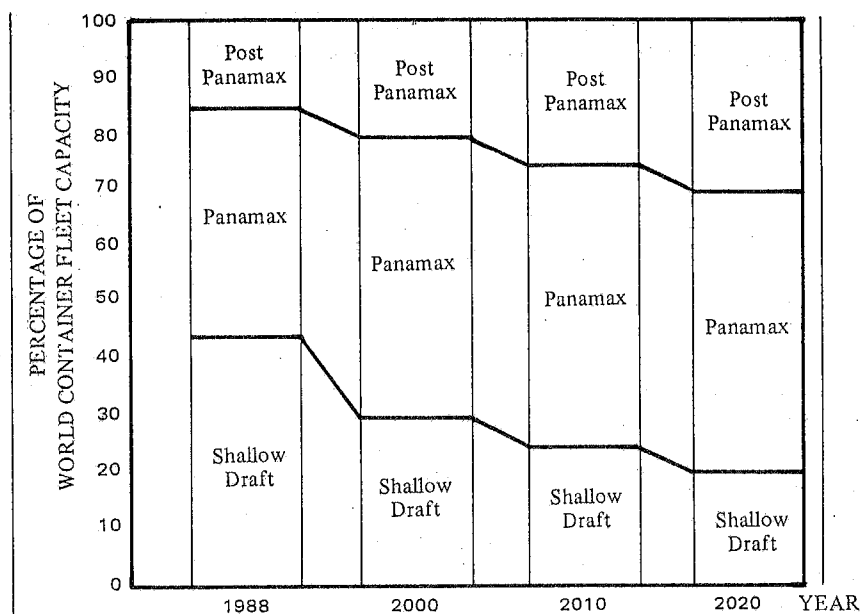 PERCENTAGE OF
WORLD CONTAINER FLEET CAPACITY
100
90
80
70
60
50
40
30
20
10
0
Post
Panamax
Panamax
Shallow
Draft
Post
Panamax
Panamax
Shallow
Draft
Post
Panamax
Panamax
Shallow
Draft
Post
Panamax
Panamax
Shallow
Draft
1988
2000
2010
2020
YEAR